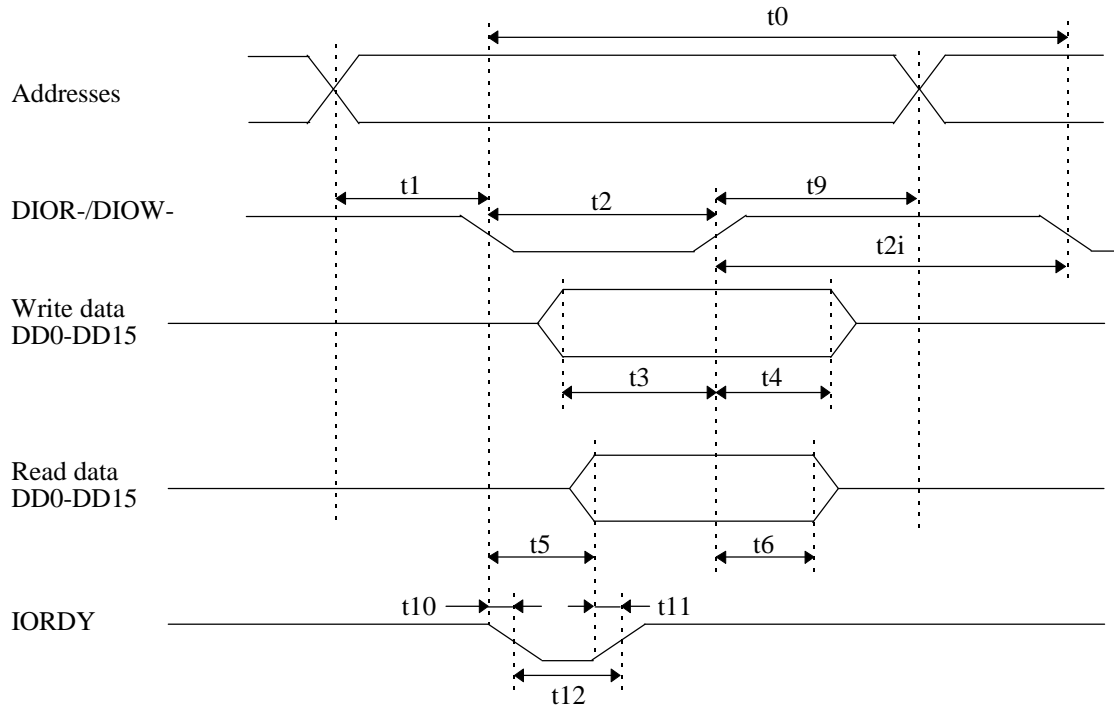 t0
Addresses
t1
t2
t9
DIOR-/DIOW-
t2i
Write data
DD0-DD15
t3
t4
Read data
DD0-DD15
t5
t6
t10
t11
IORDY
t12